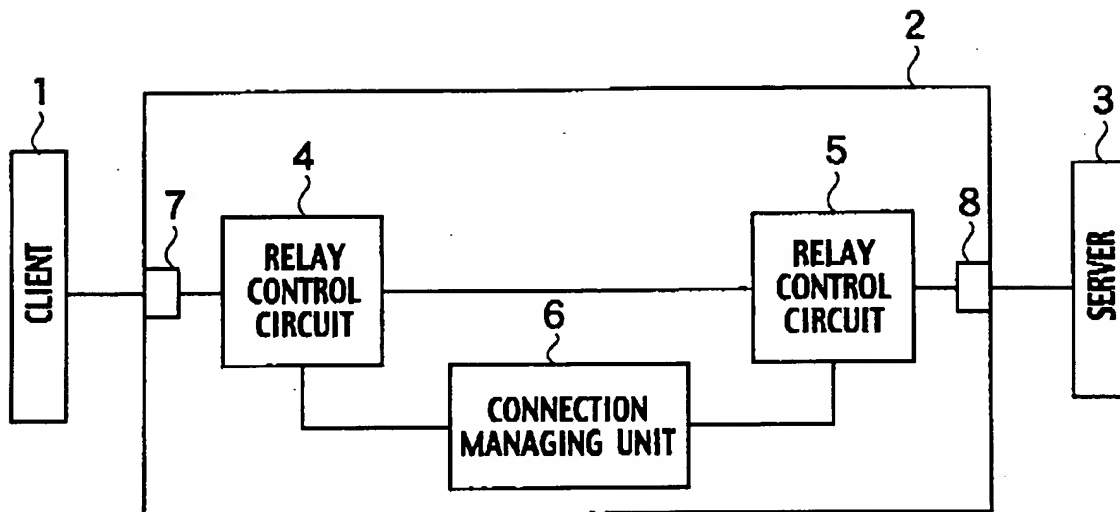 2
1
3
4
5
7
8
CLIENT
RELAY
CONTROL
CIRCUIT
RELAY
CONTROL
CIRCUIT
SERVER
6
CONNECTION
MANAGING UNIT